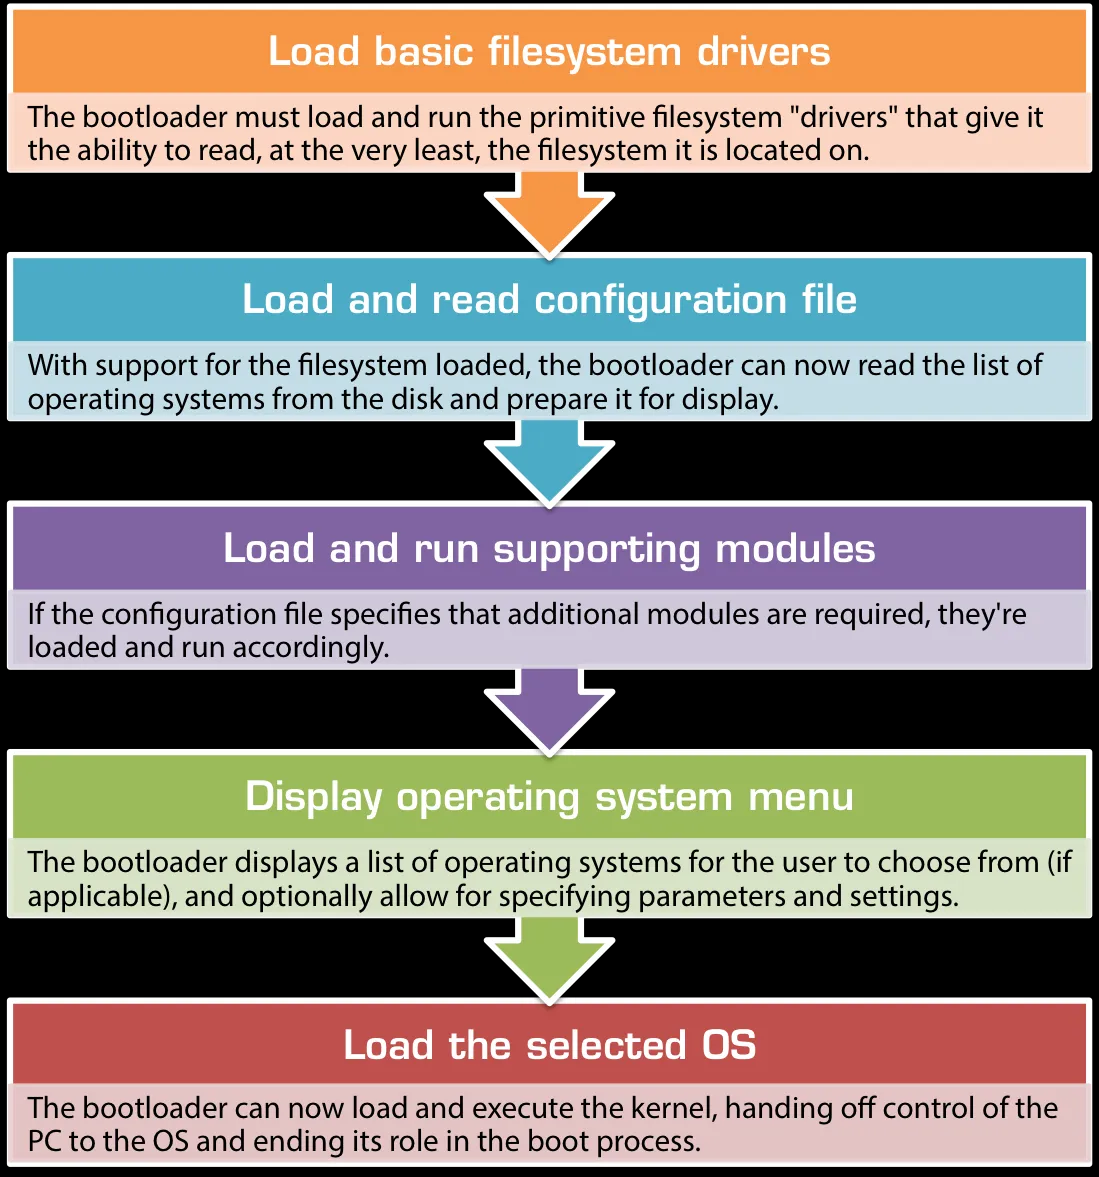 Load basic filesystem drivers
The bootloader must load and run the primitive filesystem "drivers" that give it
the ability to read, at the very least, the filesystem it is located on.
Load and read configuration file
With support for the filesystem loaded, the bootloader can now read the list of
operating systems from the disk and prepare it for display.
Load and run supporting modules
If the configuration file specifies that additional modules are required, they're
loaded and run accordingly.
Display operating system menu
The bootloader displays a list of operating systems for the user to choose from (if
applicable), and optionally allow for specifying parameters and settings.
Load the selected OS
The bootloader can now load and execute the kernel, handing off control of the
PC to the OS and ending its role in the boot process.